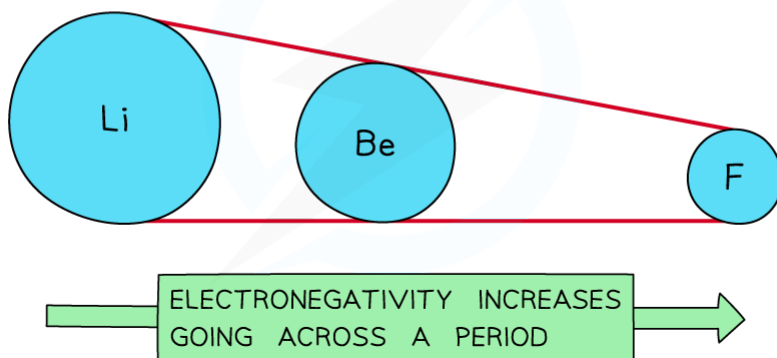 Li
Be
F
ELECTRONEGATIVITY INCREASES
GOING ACROSS A PERIOD